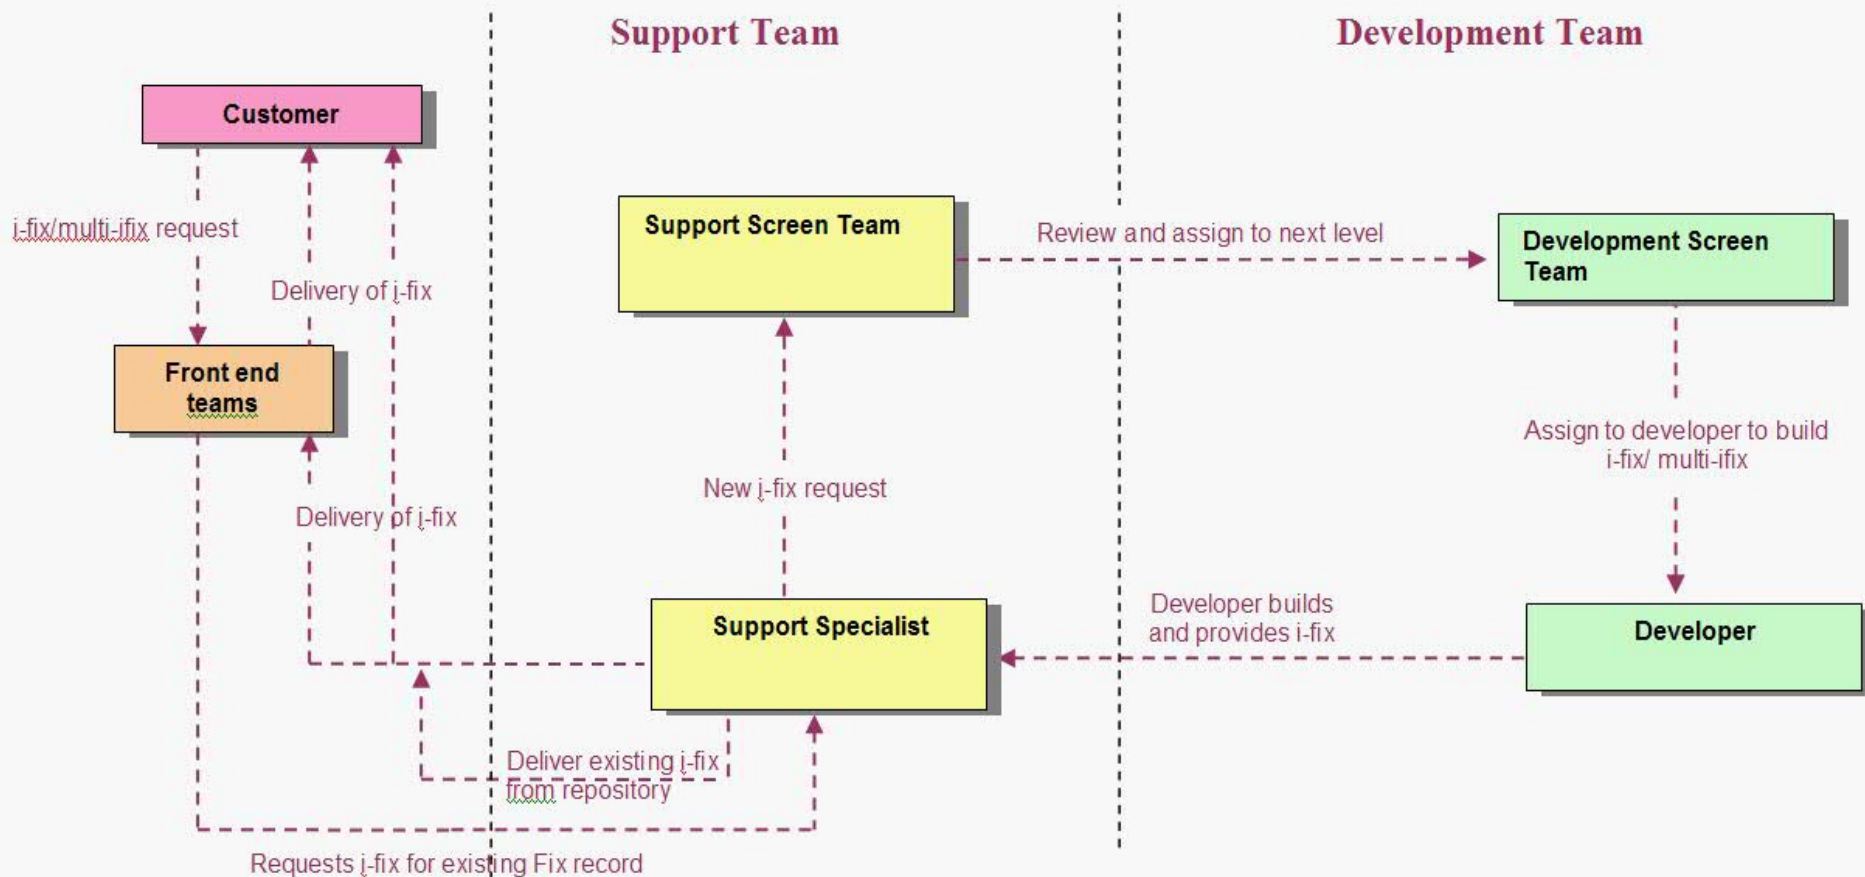 Support Team
Development Team
Customer
i-fix/multi-ifix request
Delivery of i-fix
Front end
teams
Delivery of i-fix
Support Screen Team
Review and assign to next level
Development Screen
Team
New i-fix request
Assign to developer to build
i-fix/ multi-ifix
Support Specialist
Developer builds
and provides i-fix
Developer
Deliver existing i-fix
from repository
Requests i-fix for existing Fix record